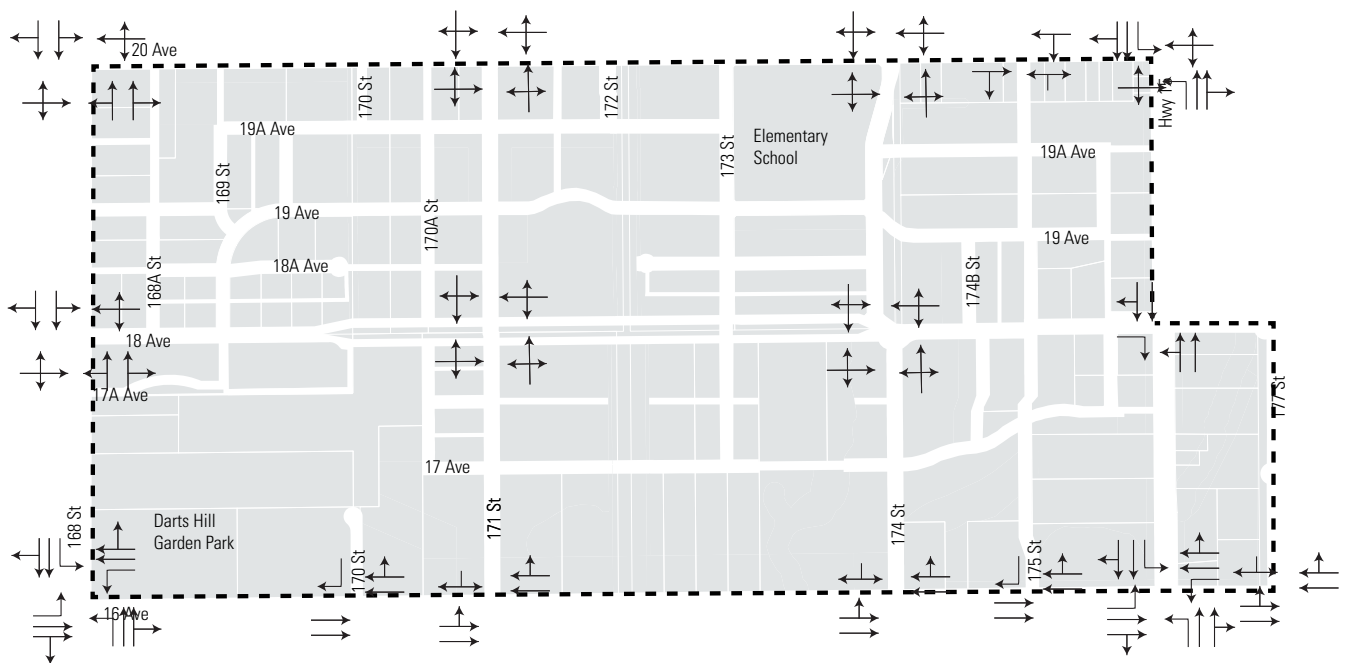 20 Ave
170 St
172 St
Hwy 15
19A Ave
Elementary
School
173 St
19A Ave
169 St
19 Ave
170A St
19 Ave
18A Ave
168A St
174B St
18 Ave
177 St
17A Ave
17 Ave
168 St
Darts Hill
Garden Park
171 St
174 St
170 St
175 St
16 Ave